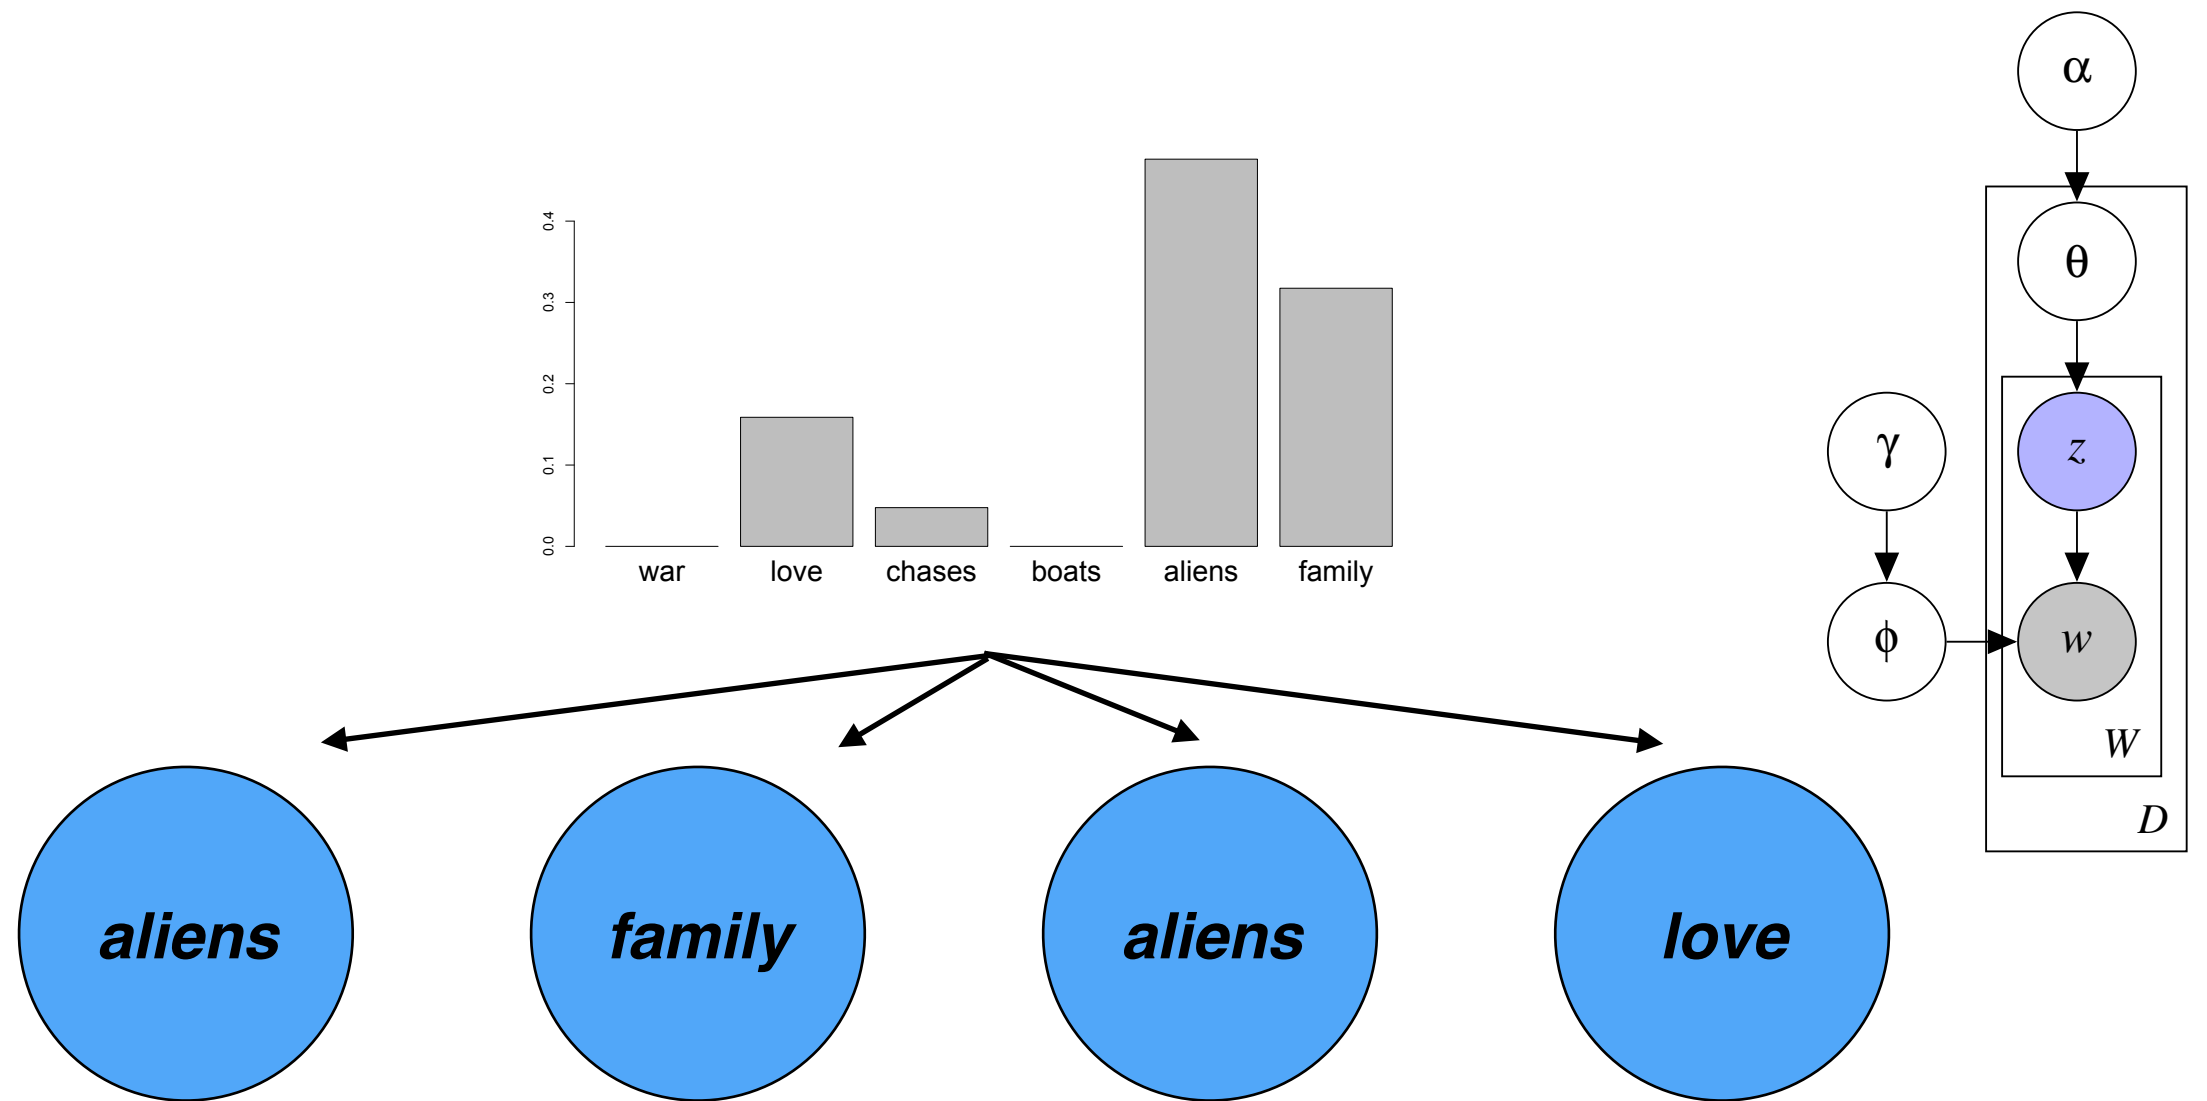 0.0 0.1 0.2 0.3 0.4
war love chases boats aliens family
aliens family aliens love
α
θ
γ z
ϕ w
W
D